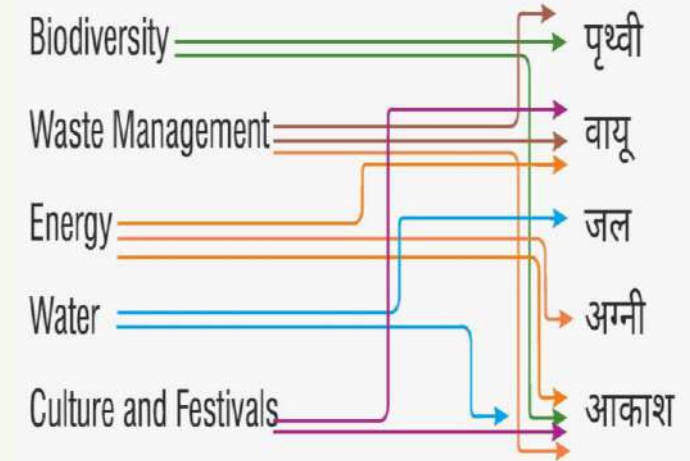 Biodiversity
Waste Management
Energy
Water
Culture and Festivals
पृथ्वी
वायू
जल
अग्नी
आकाश